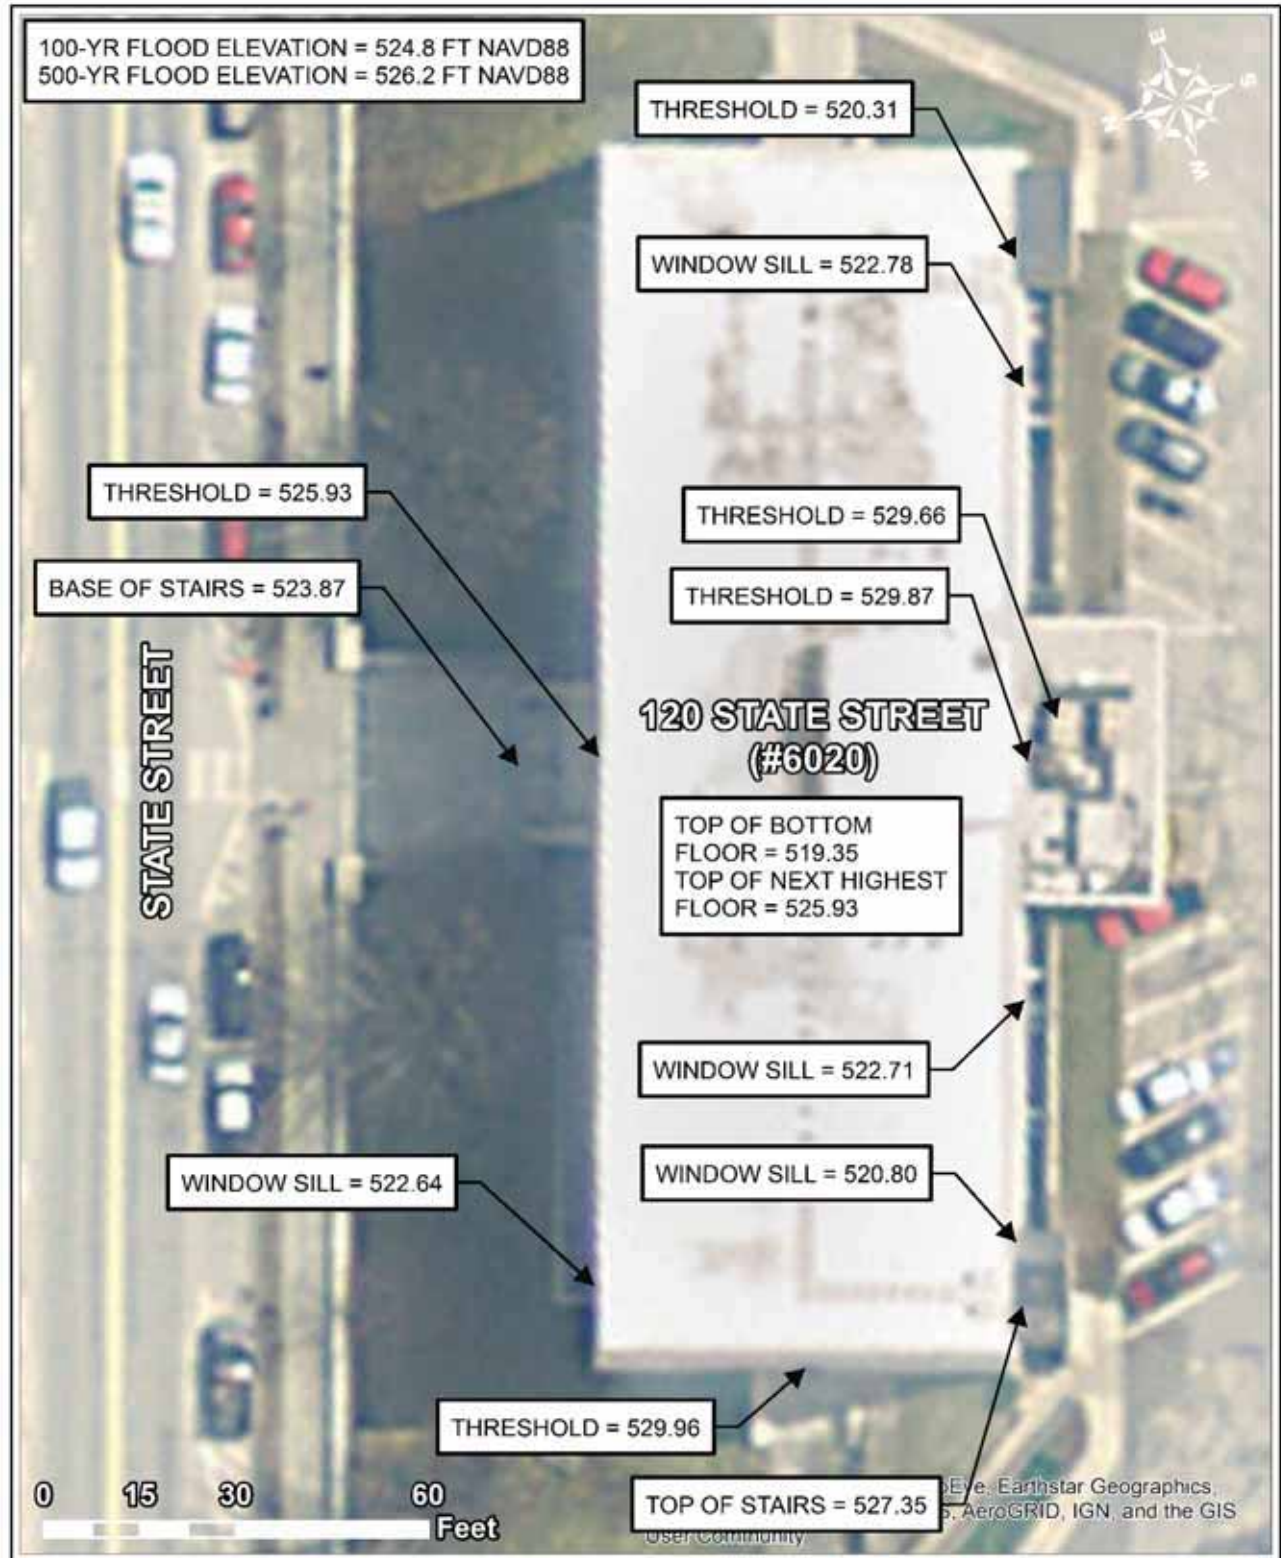 100-YR FLOOD ELEVATION = 524.8 FT NAVD88
500-YR FLOOD ELEVATION = 526.2 FT NAVD88
E
S
N
W
THRESHOLD = 520.31
WINDOW SILL = 522.78
THRESHOLD = 525.93
THRESHOLD = 529.66
BASE OF STAIRS = 523.87
THRESHOLD = 529.87
STATE STREET
120 STATE STREET
(#6020)
TOP OF BOTTOM
FLOOR = 519.35
TOP OF NEXT HIGHEST
FLOOR = 525.93
WINDOW SILL = 522.71
WINDOW SILL = 522.64
WINDOW SILL = 520.80
THRESHOLD = 529.96
TOP OF STAIRS = 527.35
0 15 30 60
Feet
Earthstar Geographics,
AeroGRID, IGN, and the GIS
User Community